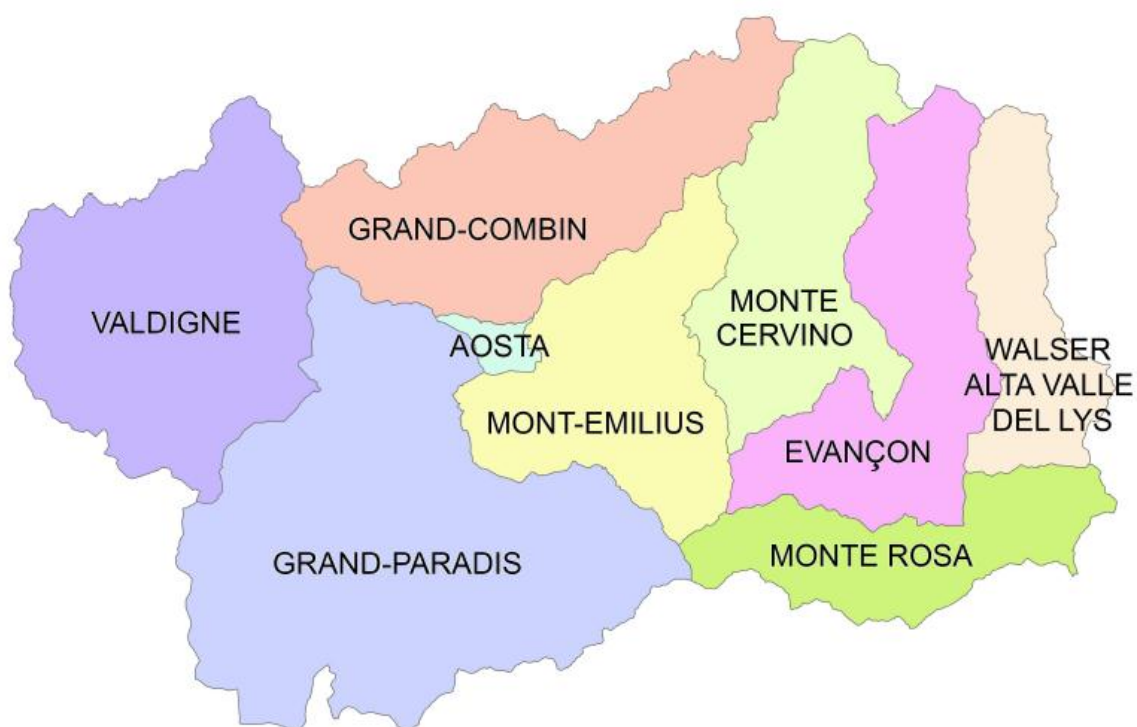 GRAND-COMBIN
VALDIGNE
MONTE
CERVINO
AOSTA
WALSER
ALTA VALLE
DEL LYS
MONT-EMILIUS
EVANÇON
GRAND-PARADIS
MONTE ROSA